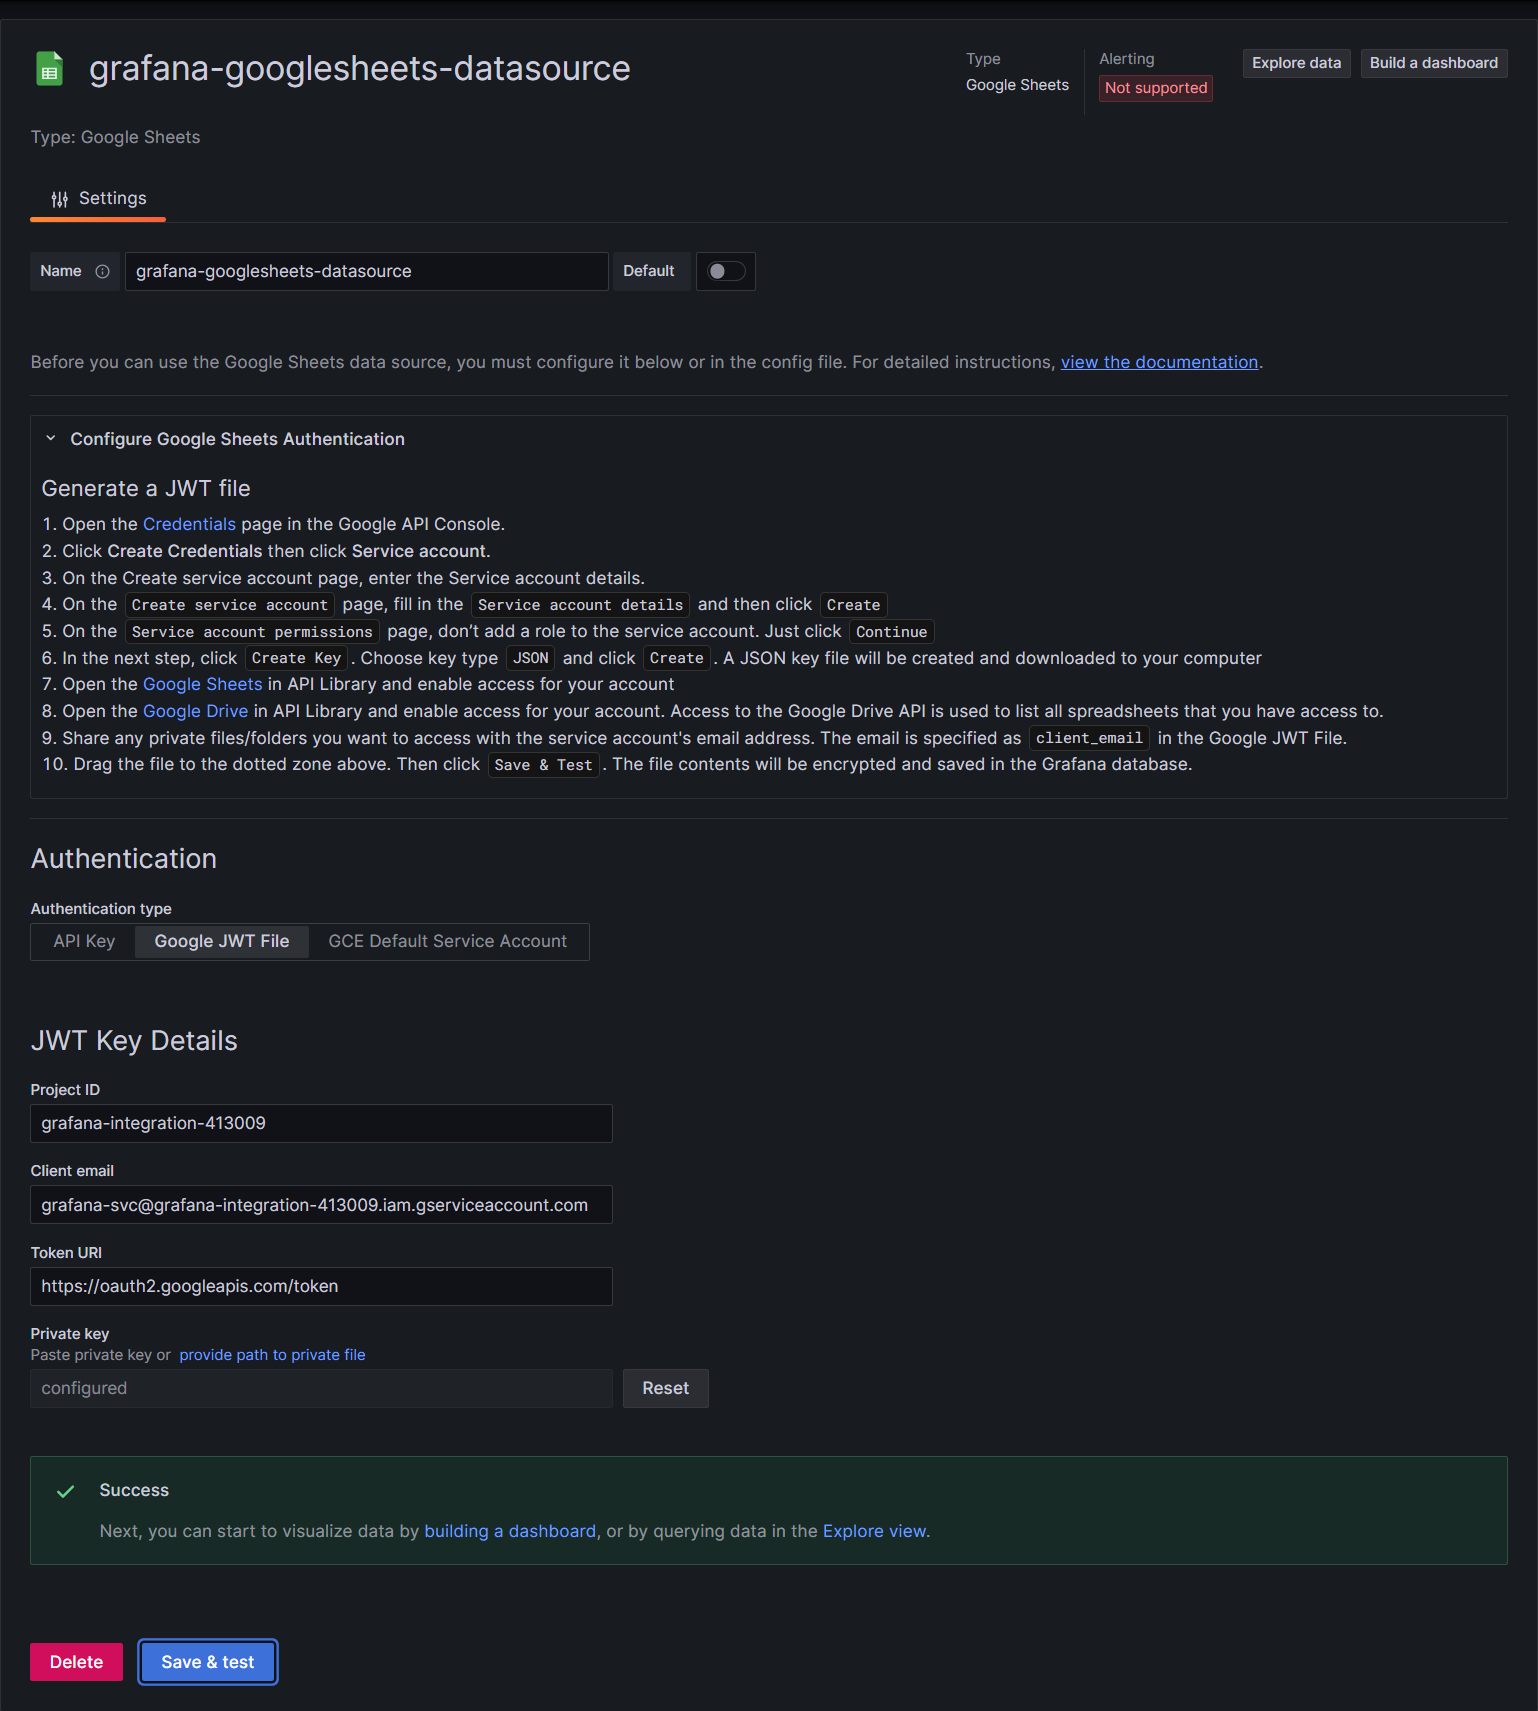 grafana-googlesheets-datasource
Type
Google Sheets
Alerting
Not supported
Explore data
Build a dashboard
Type: Google Sheets
Settings
Name
grafana-googlesheets-datasource
Default
Before you can use the Google Sheets data source, you must configure it below or in the config file. For detailed instructions, view the documentation.
Configure Google Sheets Authentication
Generate a JWT file
1. Open the Credentials page in the Google API Console.
2. Click Create Credentials then click Service account.
3. On the Create service account page, enter the Service account details.
4. On the Create service account page, fill in the Service account details and then click Create
5. On the Service account permissions page, don’t add a role to the service account. Just click Continue
6. In the next step, click Create Key. Choose key type JSON and click Create. A JSON key file will be created and downloaded to your computer
7. Open the Google Sheets in API Library and enable access for your account
8. Open the Google Drive in API Library and enable access for your account. Access to the Google Drive API is used to list all spreadsheets that you have access to.
9. Share any private files/folders you want to access with the service account's email address. The email is specified as client_email in the Google JWT File.
10. Drag the file to the dotted zone above. Then click Save & Test. The file contents will be encrypted and saved in the Grafana database.
Authentication
Authentication type
API Key Google JWT File GCE Default Service Account
JWT Key Details
Project ID
grafana-integration-413009
Client email
grafana-svc@grafana-integration-413009.iam.gserviceaccount.com
Token URI
https://oauth2.googleapis.com/token
Private key
Paste private key or provide path to private file
configured Reset
Success
Next, you can start to visualize data by building a dashboard, or by querying data in the Explore view.
Delete Save & test